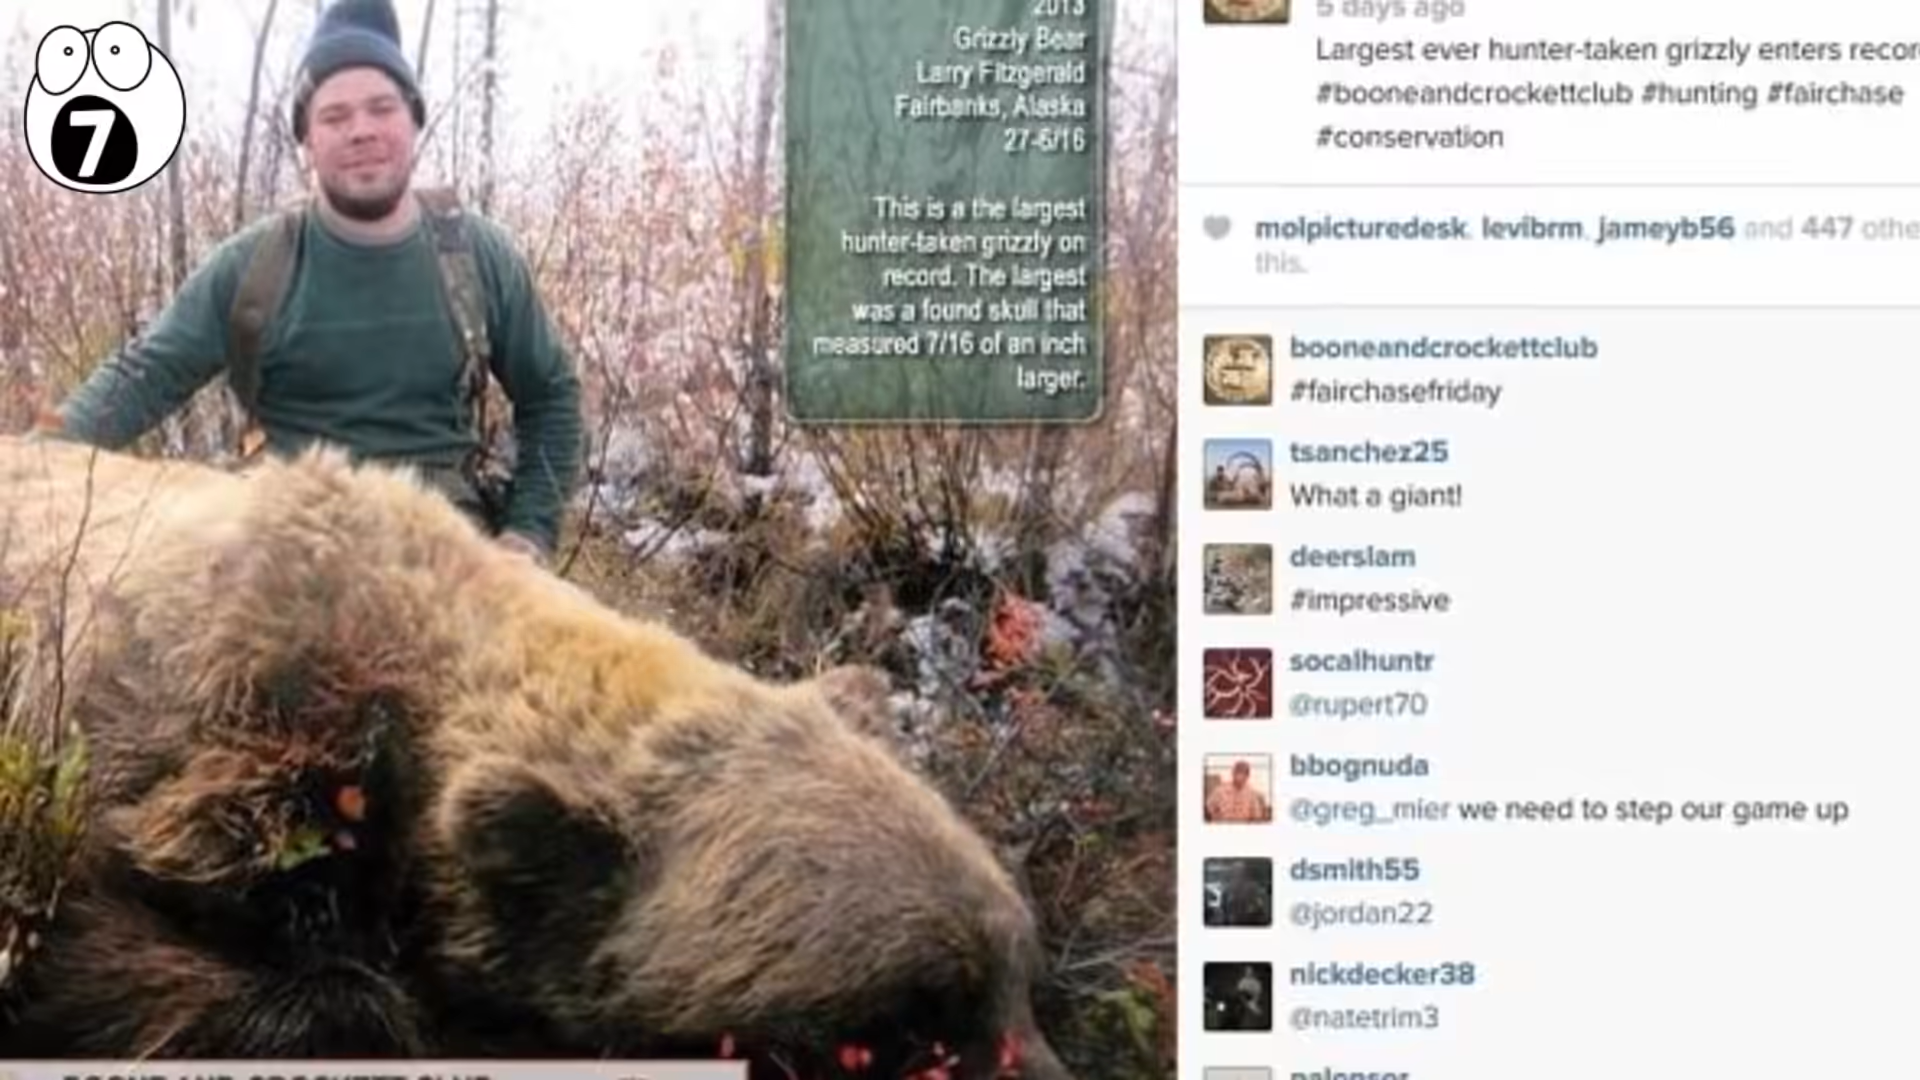 7
2013
Grizzly Bear
Larry Fitzgerald
Fairbanks, Alaska
27-6/16
This is a the largest
hunter-taken grizzly on
record. The largest
was a found skull that
measured 7/16 of an inch
larger.
BOONE AND CROCKETT CLUB
5 days ago
Largest ever hunter-taken grizzly enters recor
#booneandcrockettclub #hunting #fairchase
#conservation
molpicturedesk, levibrm, jameyb56 and 447 othe
this.
booneandcrockettclub
#fairchasefriday
tsanchez25
What a giant!
deerslam
#impressive
socalhuntr
@rupert70
bbognuda
@greg_mier we need to step our game up
dsmith55
@jordan22
nickdecker38
@natetrim3